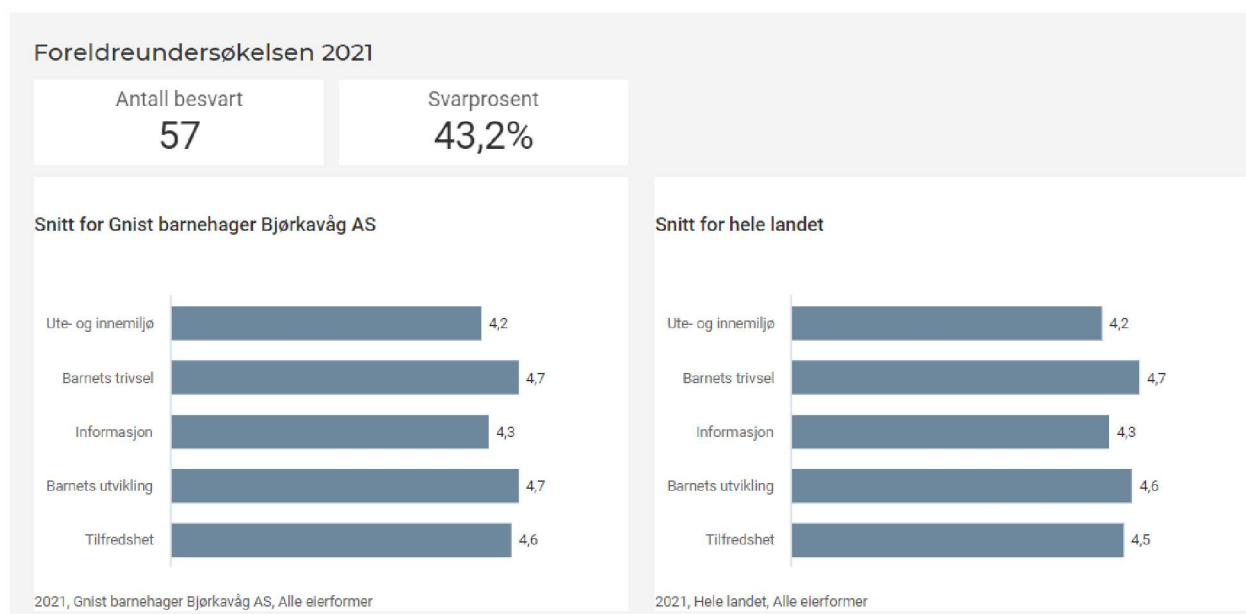 Foreldreundersøkelsen 2021
Antall besvart
57
Svarprosent
43,2%
Snitt for Gnist barnehager Bjørkavåg AS
Ute- og innemiljø 4,2
Barnets trivsel 4,7
Informasjon 4,3
Barnets utvikling 4,7
Tilfredshet 4,6
2021, Gnist barnehager Bjørkavåg AS, Alle eierformer
Snitt for hele landet
Ute- og innemiljø 4,2
Barnets trivsel 4,7
Informasjon 4,3
Barnets utvikling 4,6
Tilfredshet 4,5
2021, Hele landet, Alle eierformer